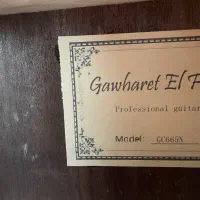 Gawharet El F
Professional guitar
Model: GC665N